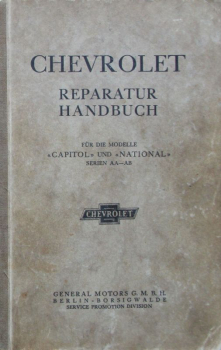 CHEVROLET
REPARATUR
HANDBUCH
FÜR DIE MODELLE
«CAPITOL» UND «NATIONAL»
SERIEN AA—AB
CHEVROLET
GENERAL MOTORS G. M. B. H.
BERLIN-BORSIGWALDE
SERVICE PROMOTION DIVISION